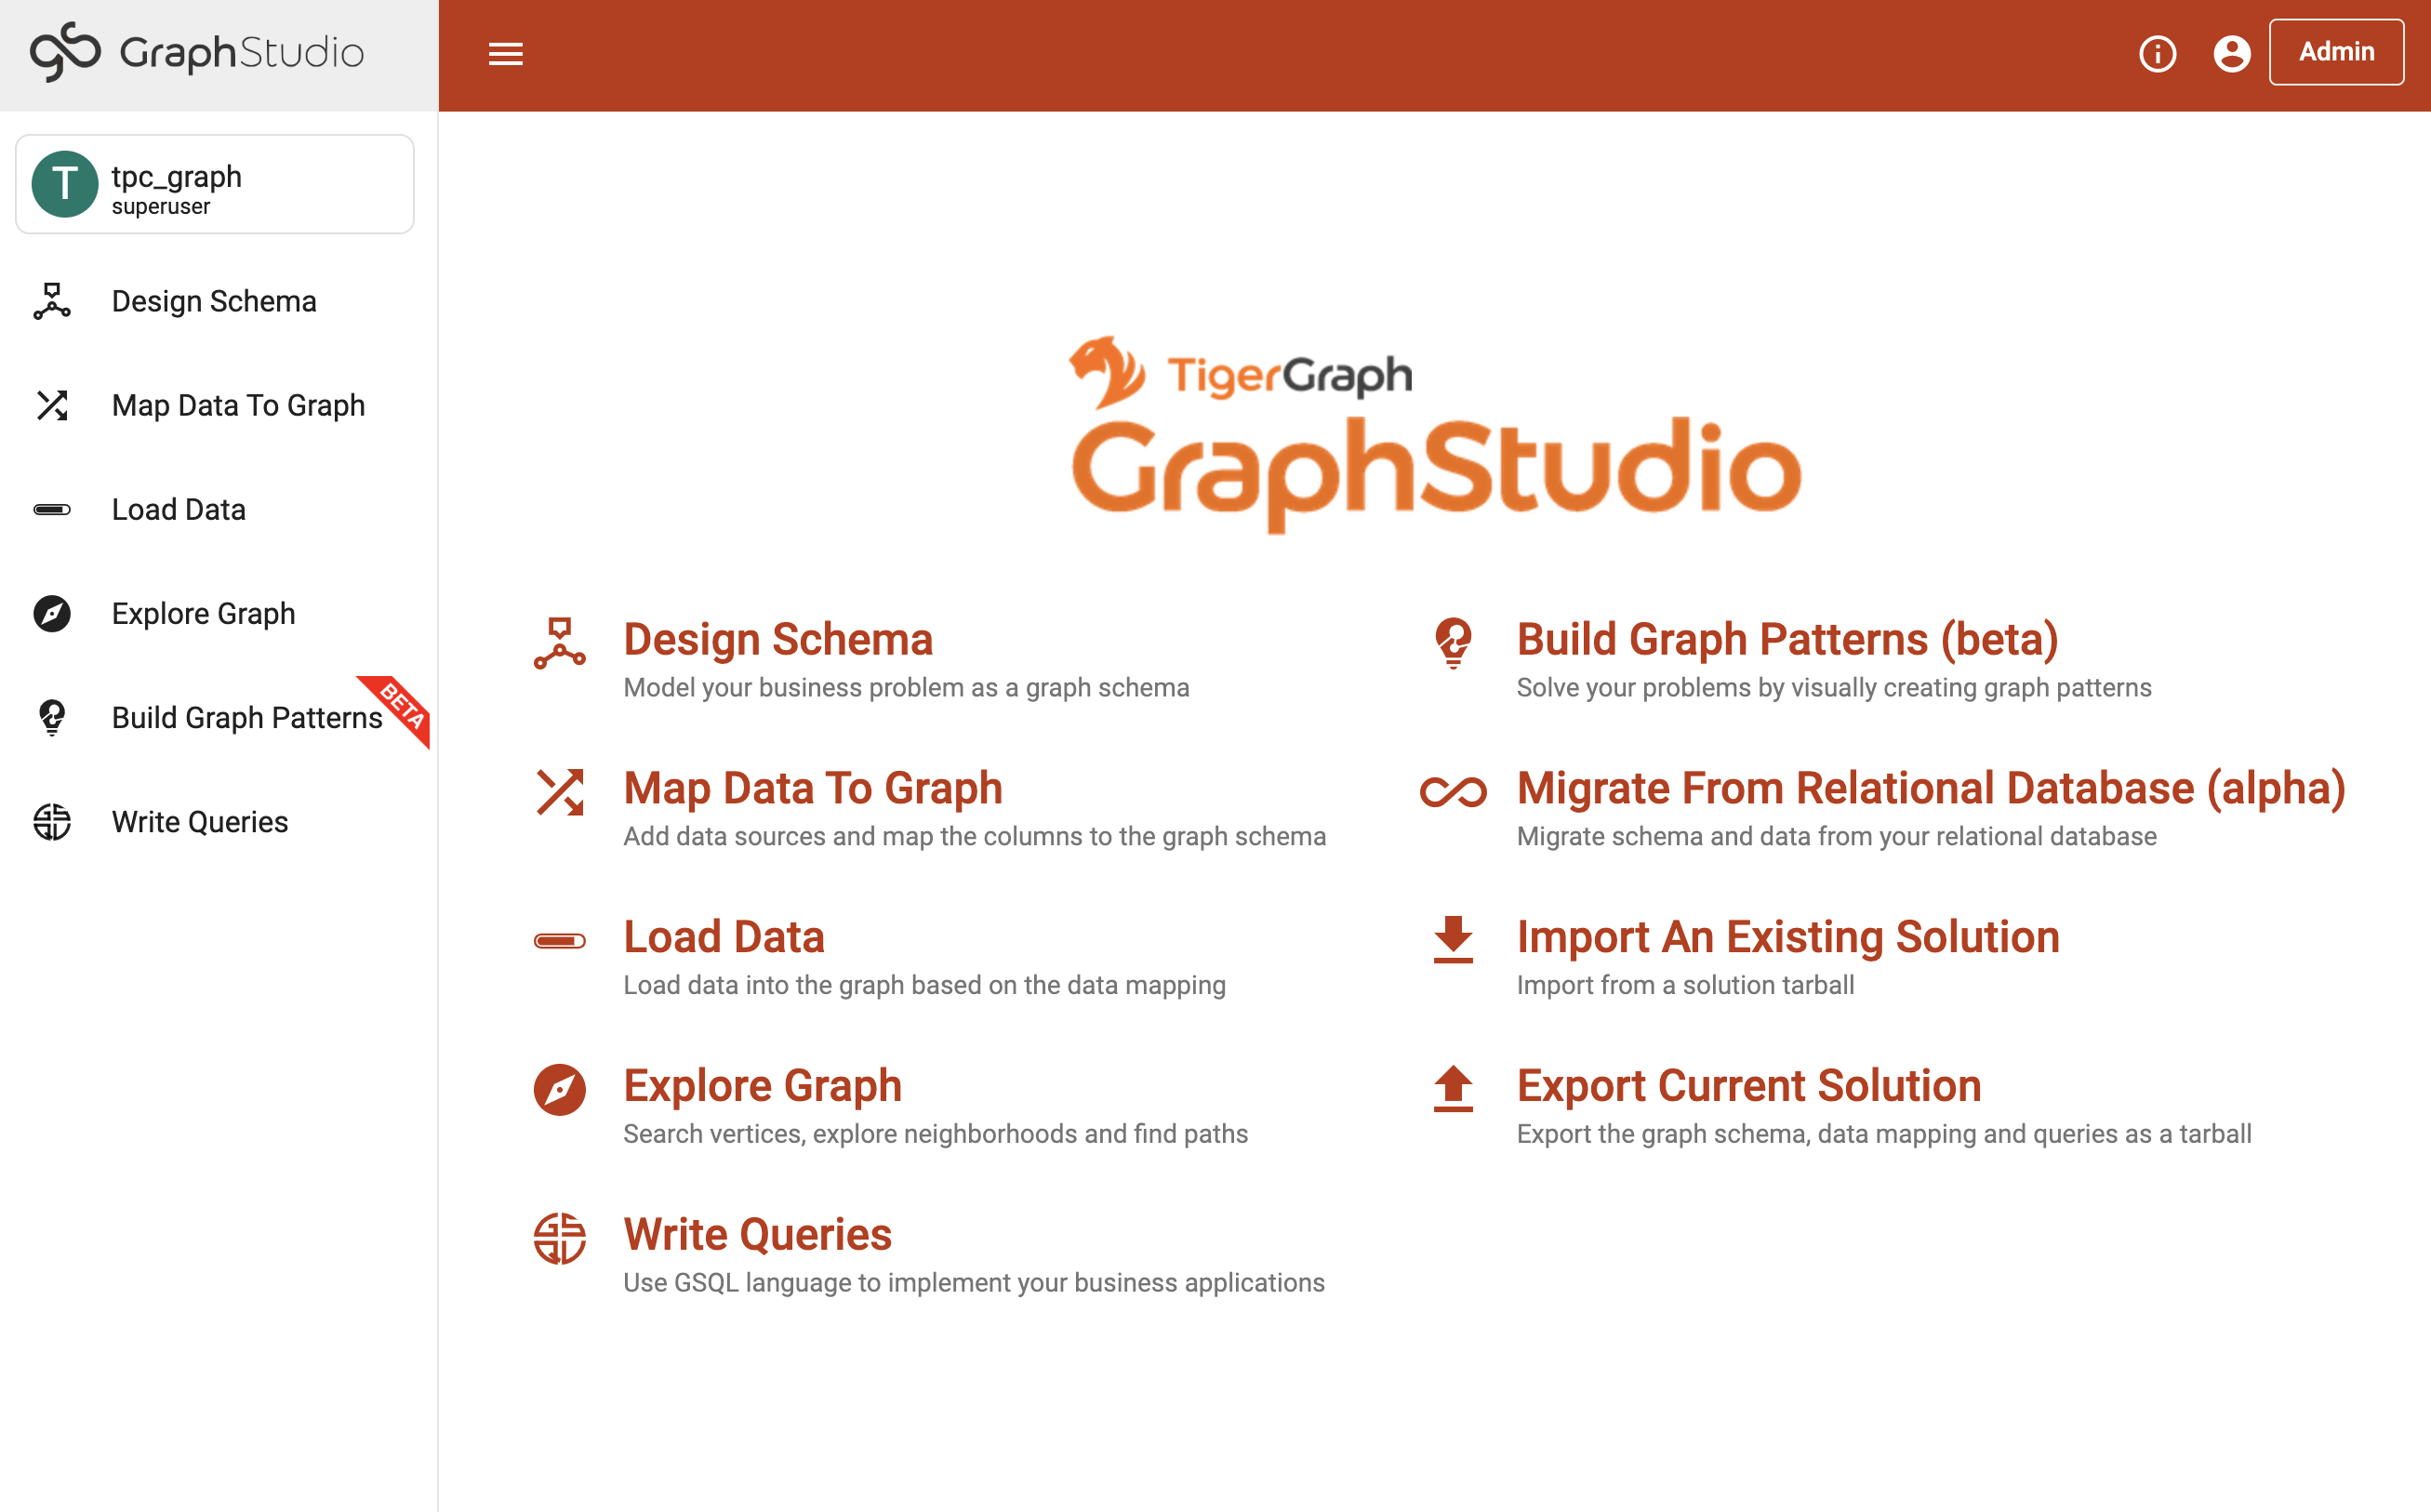 GraphStudio
Admin
T
tpc_graph
superuser
Design Schema
Map Data To Graph
Load Data
Explore Graph
Build Graph Patterns
BETA
Write Queries
TigerGraph
GraphStudio
Design Schema
Model your business problem as a graph schema
Map Data To Graph
Add data sources and map the columns to the graph schema
Load Data
Load data into the graph based on the data mapping
Explore Graph
Search vertices, explore neighborhoods and find paths
Write Queries
Use GSQL language to implement your business applications
Build Graph Patterns (beta)
Solve your problems by visually creating graph patterns
Migrate From Relational Database (alpha)
Migrate schema and data from your relational database
Import An Existing Solution
Import from a solution tarball
Export Current Solution
Export the graph schema, data mapping and queries as a tarball